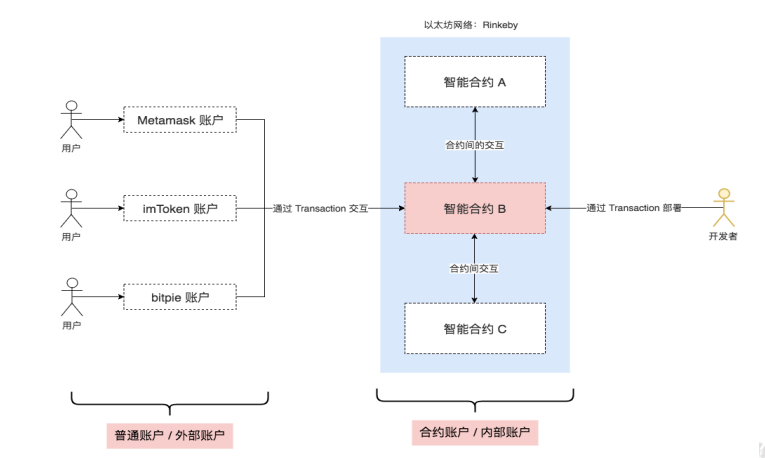 以太坊网络：Rinkeby
智能合约 A
Metamask 账户
用户
合约间的交互
imToken 账户
通过 Transaction 交互
智能合约 B
通过 Transaction 部署
用户
开发者
合约间交互
bitpie 账户
用户
智能合约 C
普通账户 / 外部账户
合约账户 / 内部账户